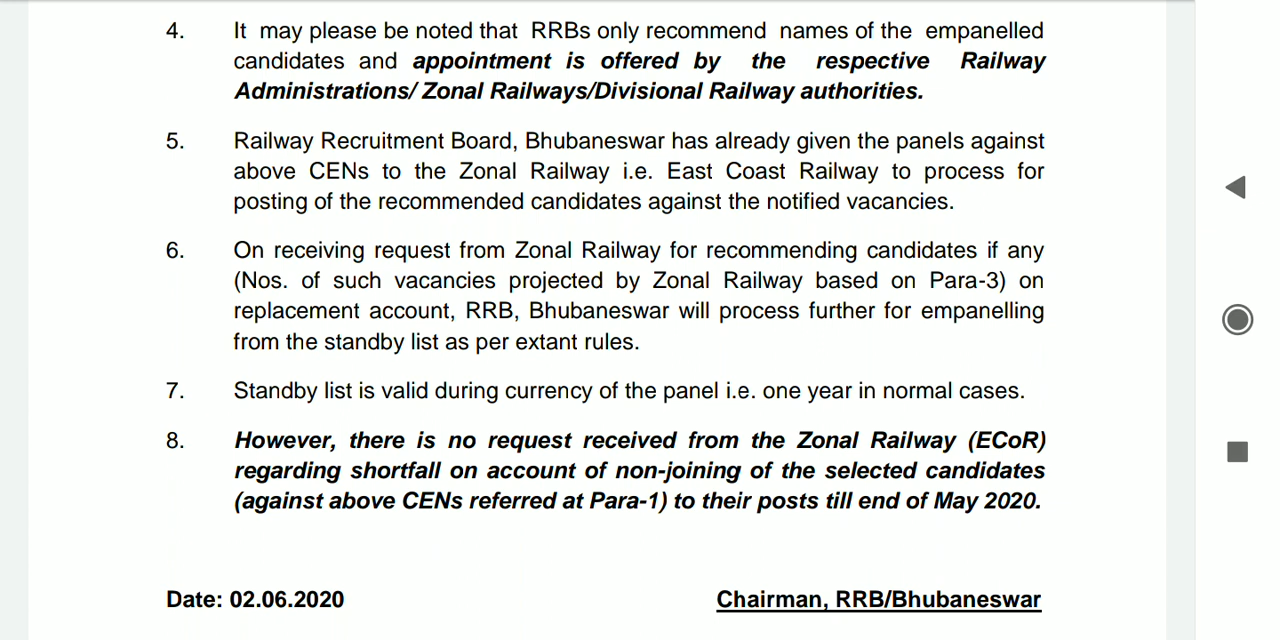 4. It may please be noted that RRBs only recommend names of the empanelled
candidates and appointment is offered by the respective Railway
Administrations/ Zonal Railways/Divisional Railway authorities.
5. Railway Recruitment Board, Bhubaneswar has already given the panels against
above CENs to the Zonal Railway i.e. East Coast Railway to process for
posting of the recommended candidates against the notified vacancies.
6. On receiving request from Zonal Railway for recommending candidates if any
(Nos. of such vacancies projected by Zonal Railway based on Para-3) on
replacement account, RRB, Bhubaneswar will process further for empanelling
from the standby list as per extant rules.
7. Standby list is valid during currency of the panel i.e. one year in normal cases.
8. However, there is no request received from the Zonal Railway (ECoR)
regarding shortfall on account of non-joining of the selected candidates
(against above CENs referred at Para-1) to their posts till end of May 2020.
Date: 02.06.2020 Chairman, RRB/Bhubaneswar